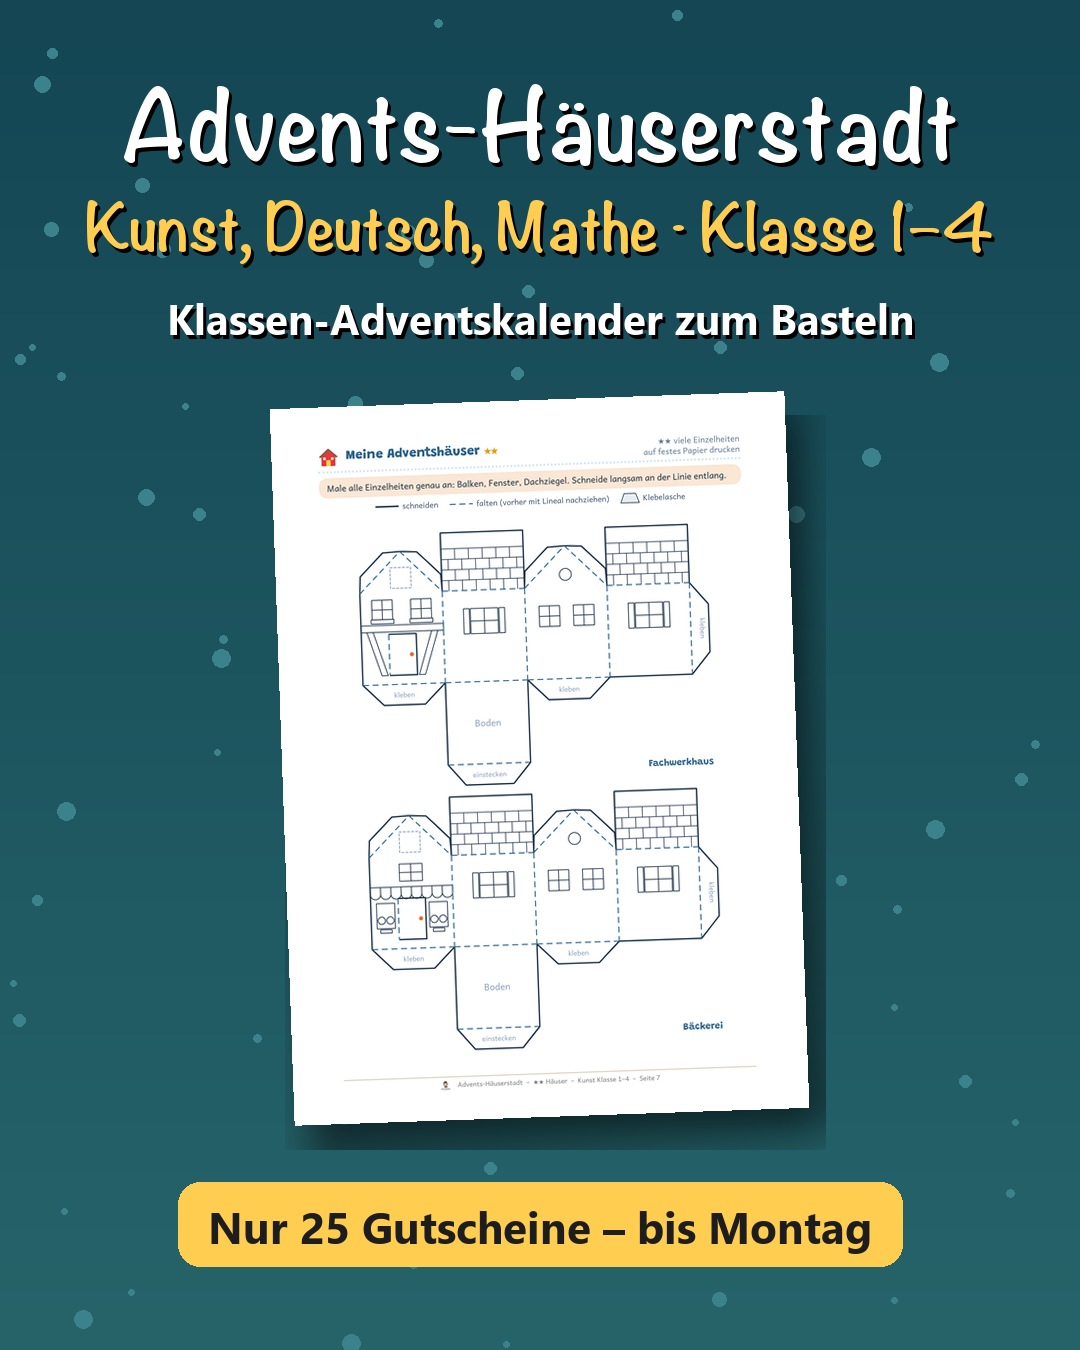 Advents-Häuserstadt
Kunst, Deutsch, Mathe · Klasse 1–4
Klassen-Adventskalender zum Basteln
Meine Adventshäuser ★★
★★ viele Einzelheiten
auf festes Papier drucken
Male alle Einzelheiten genau an: Balken, Fenster, Dachziegel. Schneide langsam an der Linie entlang.
schneiden
falten (vorher mit Lineal nachziehen)
Klebelasche
kleben
kleben
kleben
Boden
einstecken
Fachwerkhaus
kleben
kleben
kleben
Boden
einstecken
Bäckerei
Advents-Häuserstadt – ★★ Häuser – Kunst Klasse 1–4 – Seite 7
Nur 25 Gutscheine – bis Montag